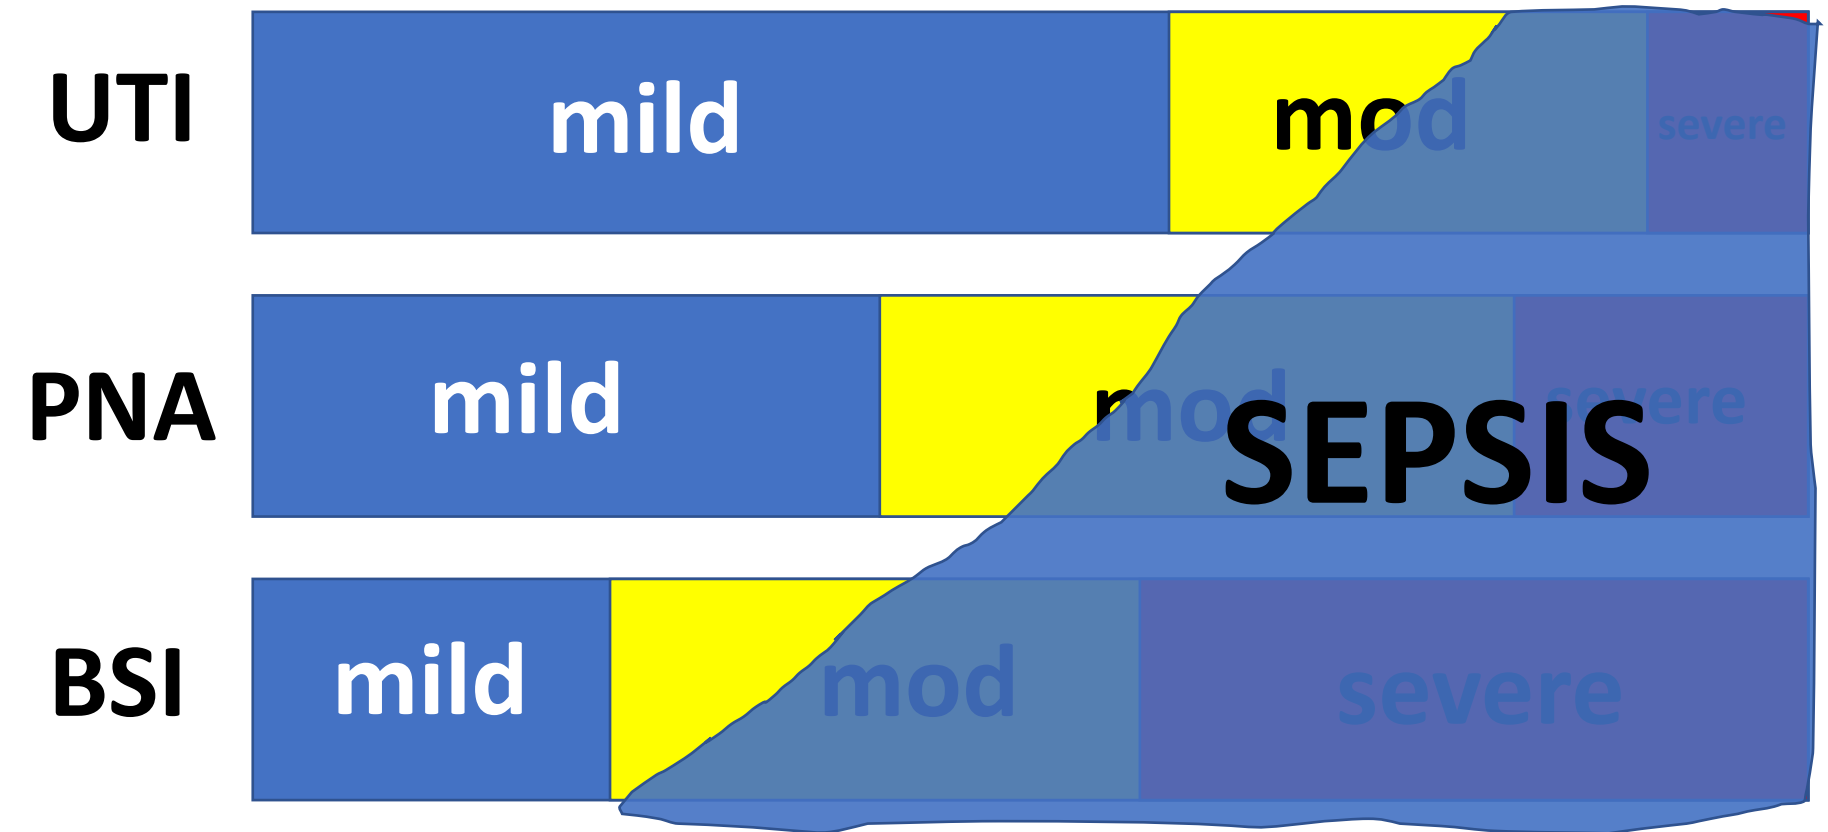 UTI mild mod severe
PNA mild mod severe
SEPSIS
BSI mild mod severe